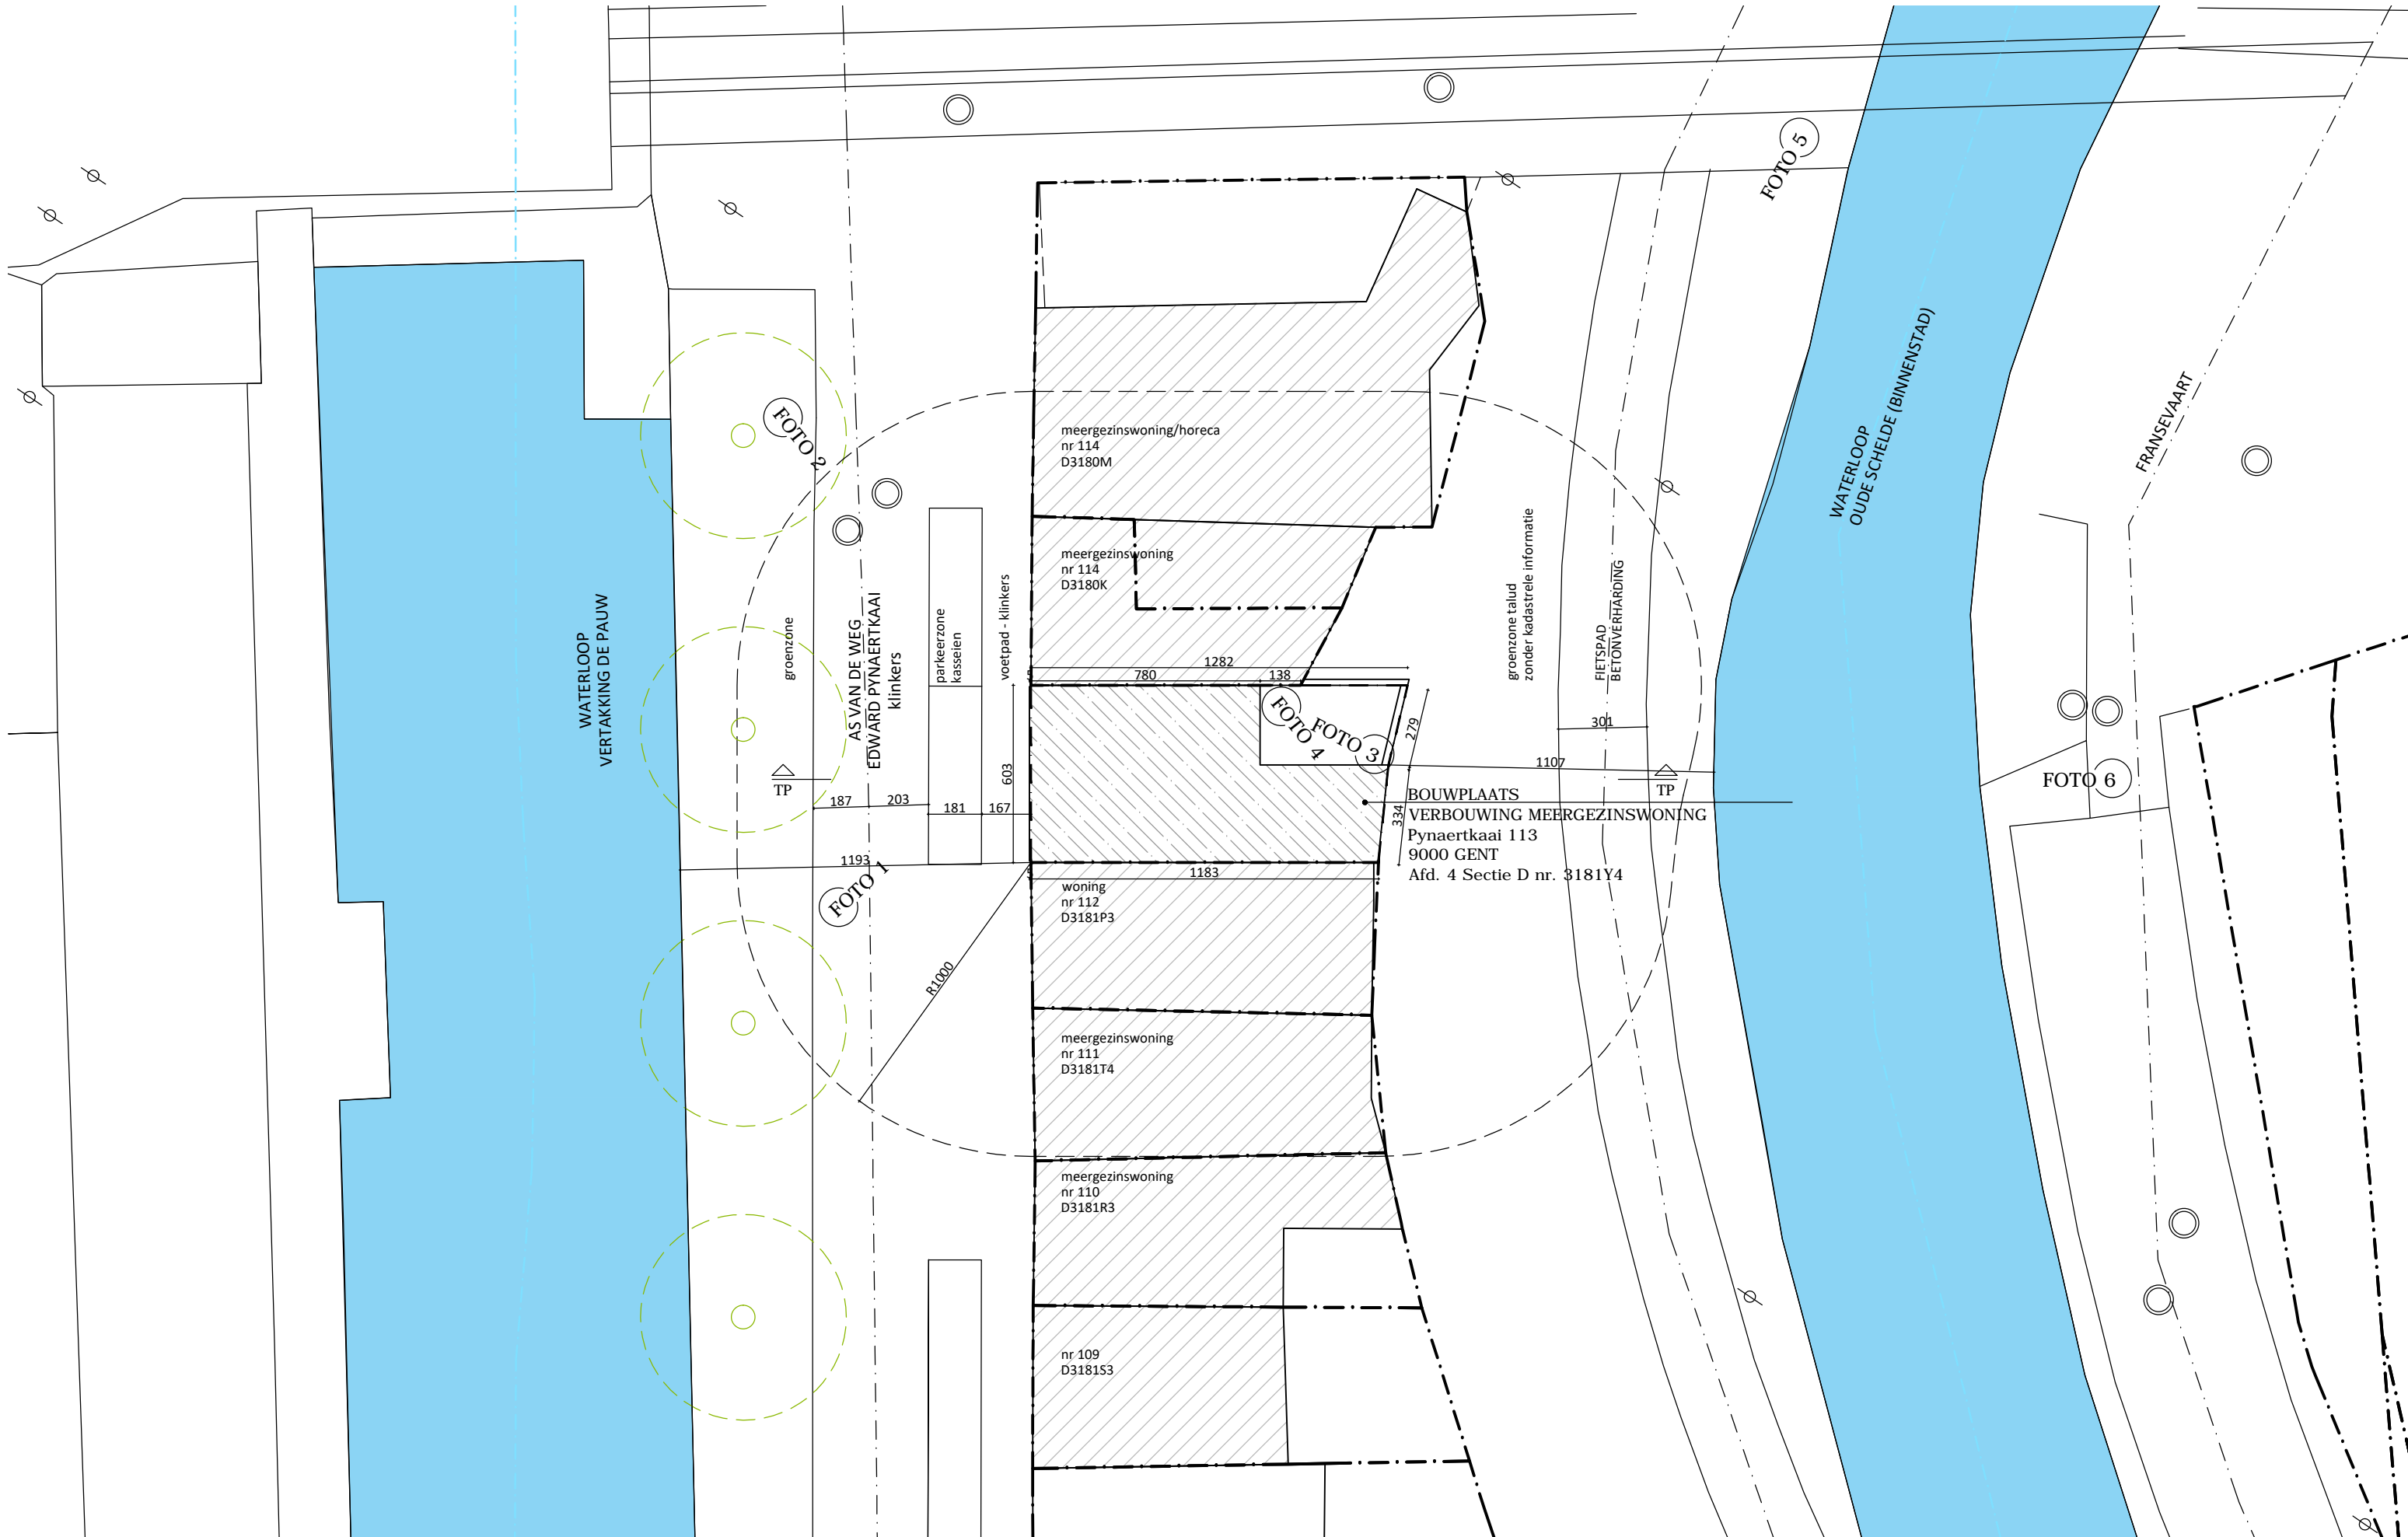 FOTO 5
WATERLOOP
OUDE SCHELDE (BINNENSTAD)
FRANSEVAART
FOTO 2
meergezinswoning/horeca
nr 114
D3180M
meergezinswoning
nr 114
D3180K
WATERLOOP
VERTAKKING DE PAUW
groenzone
AS VAN DE WEG
EDWARD PYNAERTKAAI
klinkers
parkeerzone
kasseien
voetpad - klinkers
groenzone talud
zonder kadastrele informatie
FIETSPAD
BETONVERHARDING
1282
5
780
138
FOTO 4
FOTO 3
279
301
603
1107
TP
TP
FOTO 6
187
203
181
167
334
BOUWPLAATS
VERBOUWING MEERGEZINSWONING
Pynaertkaai 113
9000 GENT
Afd. 4 Sectie D nr. 3181Y4
1193
FOTO 1
5
1183
woning
nr 112
D3181P3
R1000
meergezinswoning
nr 111
D3181T4
meergezinswoning
nr 110
D3181R3
nr 109
D3181S3